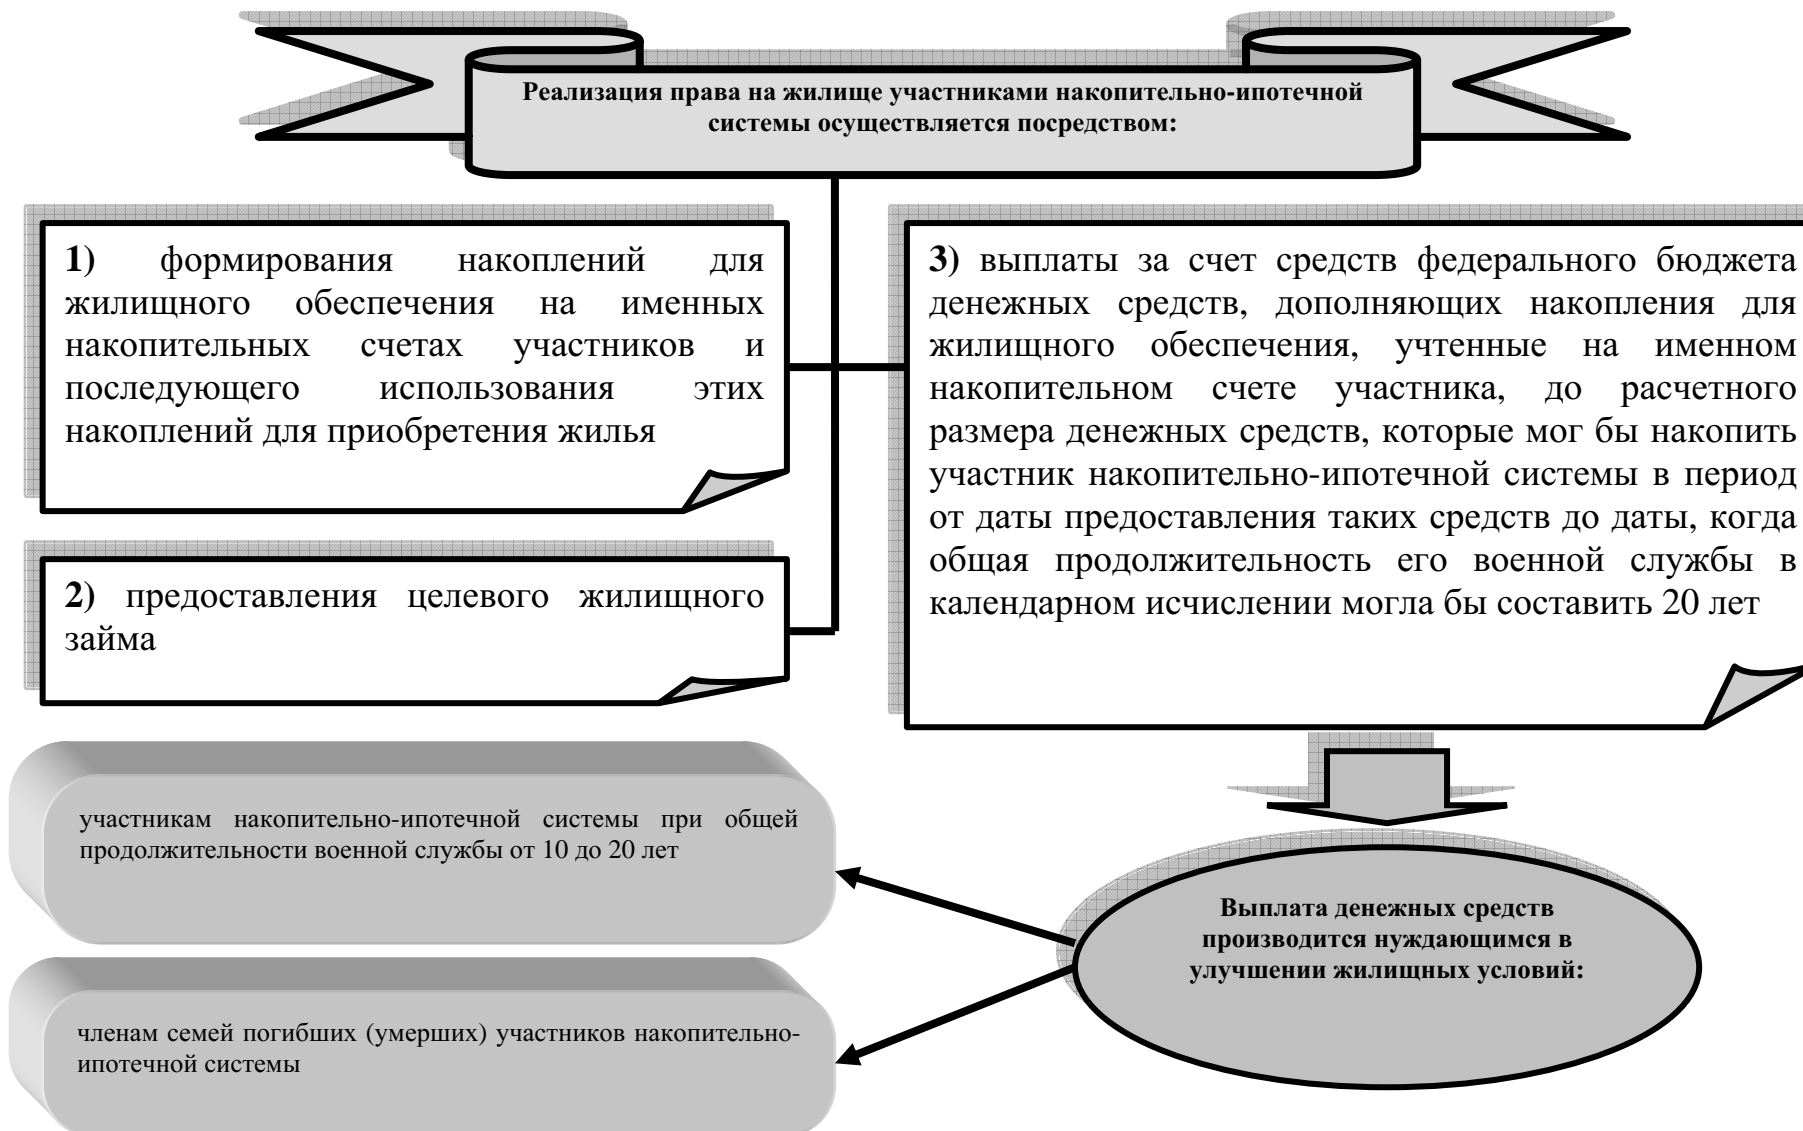 Реализация права на жилище участниками накопительно-ипотечной
системы осуществляется посредством:
1) формирования накоплений для
жилищного обеспечения на именных
накопительных счетах участников и
последующего использования этих
накоплений для приобретения жилья
2) предоставления целевого жилищного
займа
3) выплаты за счет средств федерального бюджета
денежных средств, дополняющих накопления для
жилищного обеспечения, учтенные на именном
накопительном счете участника, до расчетного
размера денежных средств, которые мог бы накопить
участник накопительно-ипотечной системы в период
от даты предоставления таких средств до даты, когда
общая продолжительность его военной службы в
календарном исчислении могла бы составить 20 лет
Выплата денежных средств
производится нуждающимся в
улучшении жилищных условий:
участникам накопительно-ипотечной системы при общей
продолжительности военной службы от 10 до 20 лет
членам семей погибших (умерших) участников накопительно-
ипотечной системы